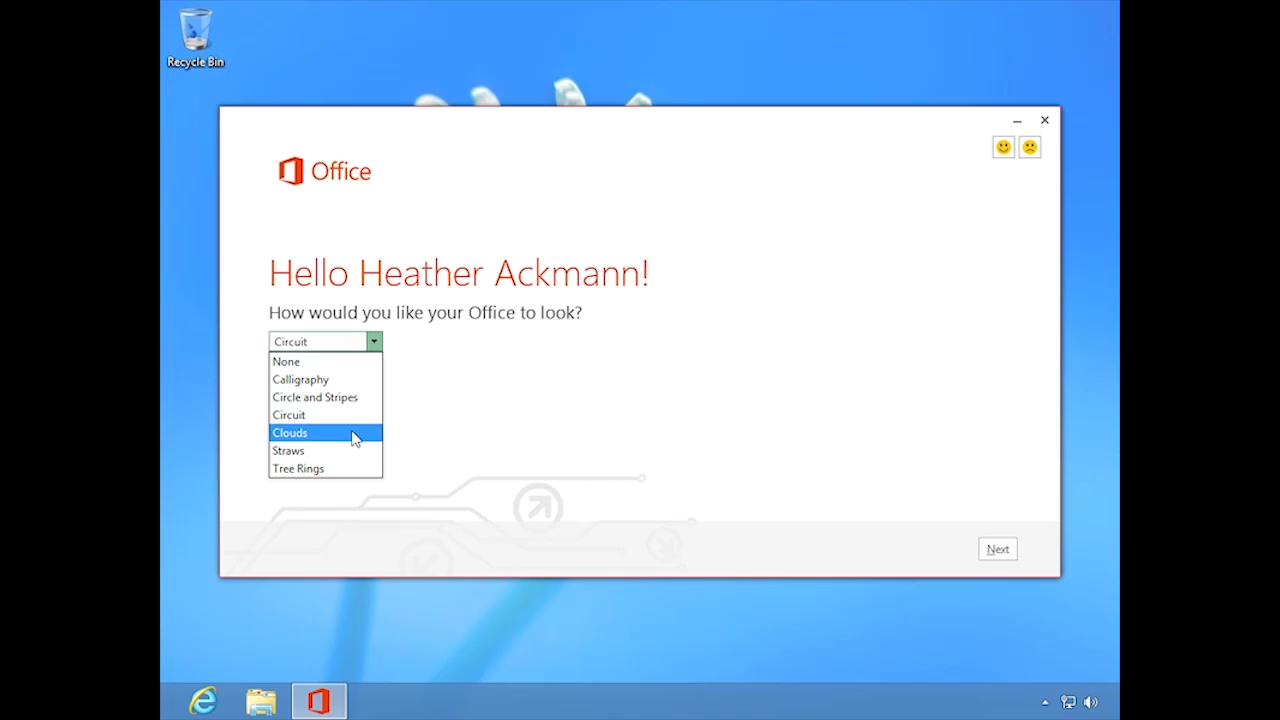 Recycle Bin
Office
Hello Heather Ackmann!
How would you like your Office to look?
Circuit
None
Calligraphy
Circle and Stripes
Circuit
Clouds
Straws
Tree Rings
Next